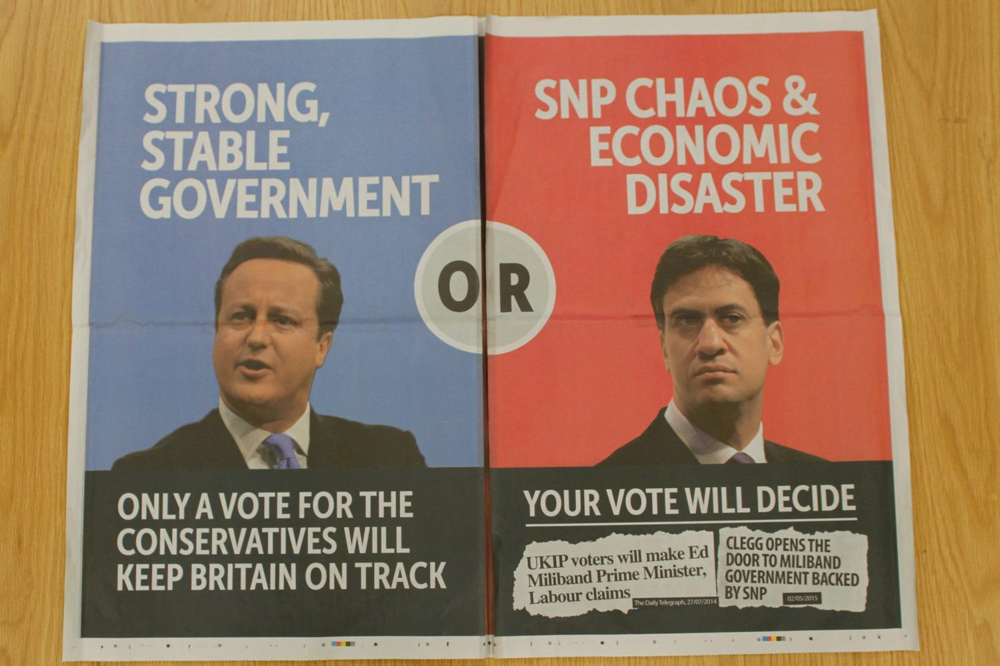 STRONG,
STABLE
GOVERNMENT
SNP CHAOS &
ECONOMIC
DISASTER
OR
ONLY A VOTE FOR THE
CONSERVATIVES WILL
KEEP BRITAIN ON TRACK
YOUR VOTE WILL DECIDE
UKIP voters will make Ed
Miliband Prime Minister,
Labour claims
The Daily Telegraph, 27/07/2014
CLEGG OPENS THE
DOOR TO MILIBAND
GOVERNMENT BACKED
BY SNP
02/05/2015